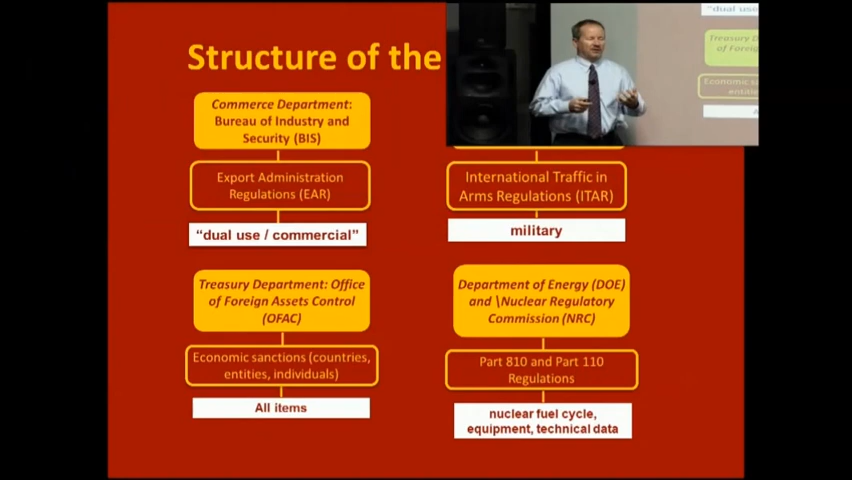 Structure of the
Commerce Department:
Bureau of Industry and
Security (BIS)
Export Administration
Regulations (EAR)
“dual use / commercial”
International Traffic in
Arms Regulations (ITAR)
military
Treasury Department: Office
of Foreign Assets Control
(OFAC)
Economic sanctions (countries,
entities, individuals)
All items
Department of Energy (DOE)
and \Nuclear Regulatory
Commission (NRC)
Part 810 and Part 110
Regulations
nuclear fuel cycle,
equipment, technical data
"dual use
Treasury D
of Foreig
Economic sa
entitie
A